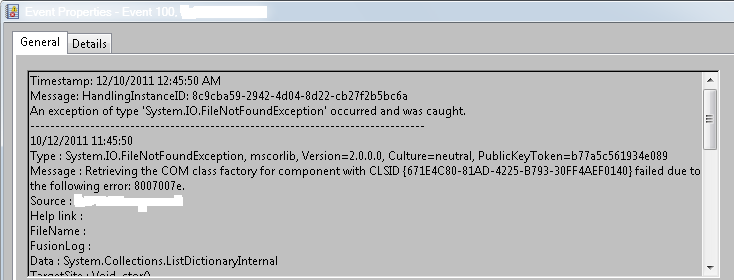 Event Properties - Event 100,
General
Details
Timestamp: 12/10/2011 12:45:50 AM
Message: HandlingInstanceID: 8c9cba59-2942-4d04-8d22-cb27f2b5bc6a
An exception of type 'System.IO.FileNotFoundException' occurred and was caught.
--------------------------------------------------------------------------------
10/12/2011 11:45:50
Type : System.IO.FileNotFoundException, mscorlib, Version=2.0.0.0, Culture=neutral, PublicKeyToken=b77a5c561934e089
Message : Retrieving the COM class factory for component with CLSID {671E4C80-81AD-4225-B793-30FF4AEF0140} failed due to
the following error: 8007007e.
Source :
Help link :
FileName :
FusionLog :
Data : System.Collections.ListDictionaryInternal
TargetSite : Void .ctor()